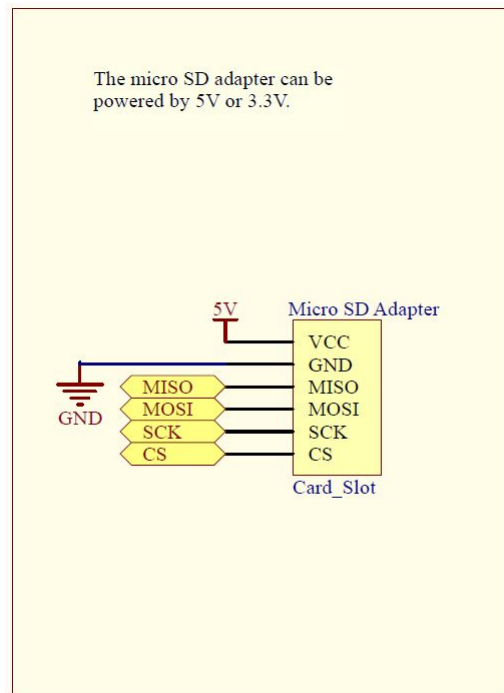 The micro SD adapter can be
powered by 5V or 3.3V.
5V
Micro SD Adapter
VCC
GND
GND
MISO
MISO
MOSI
MOSI
SCK
SCK
CS
CS
Card_Slot